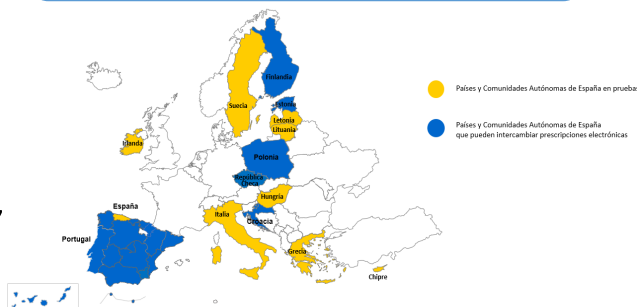 Finlandia
Países y Comunidades Autónomas de España en pruebas
Suecia
Estonia
Letonia
Lituania
Países y Comunidades Autónomas de España
que pueden intercambiar prescripciones electrónicas
Irlanda
Polonia
República
Checa
Hungría
España
Italia
Croacia
Portugal
Grecia
Chipre